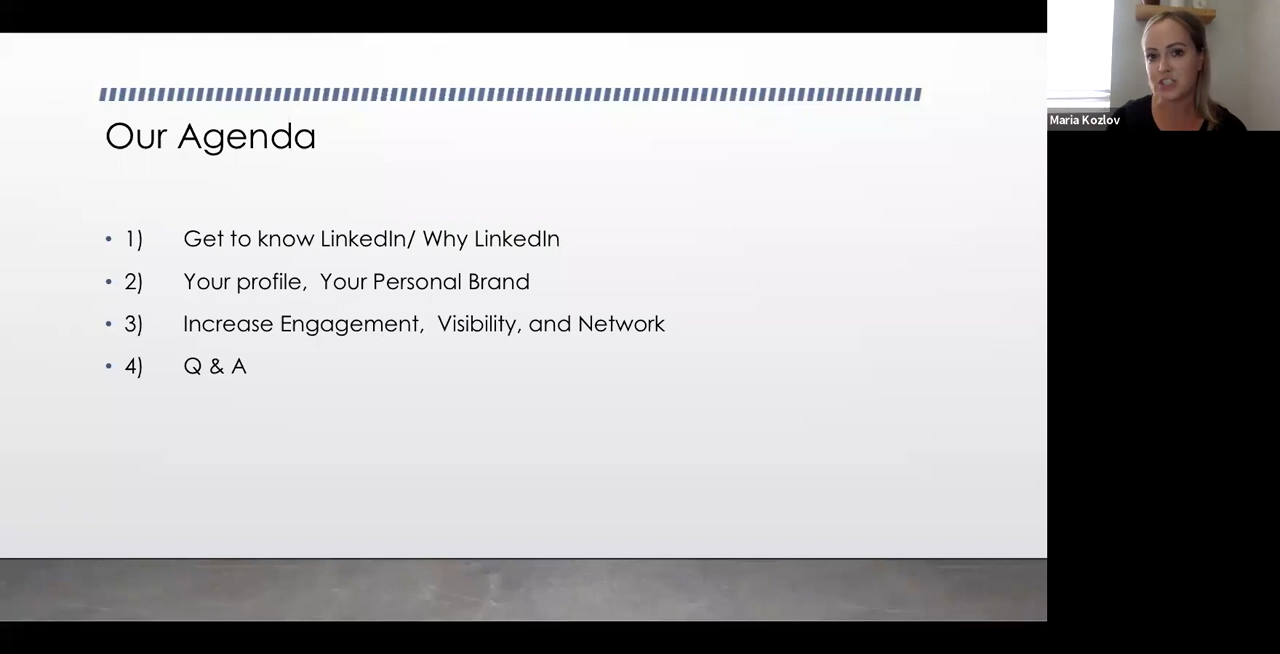 Our Agenda
• 1) Get to know LinkedIn/ Why LinkedIn
• 2) Your profile, Your Personal Brand
• 3) Increase Engagement, Visibility, and Network
• 4) Q & A
Maria Kozlov